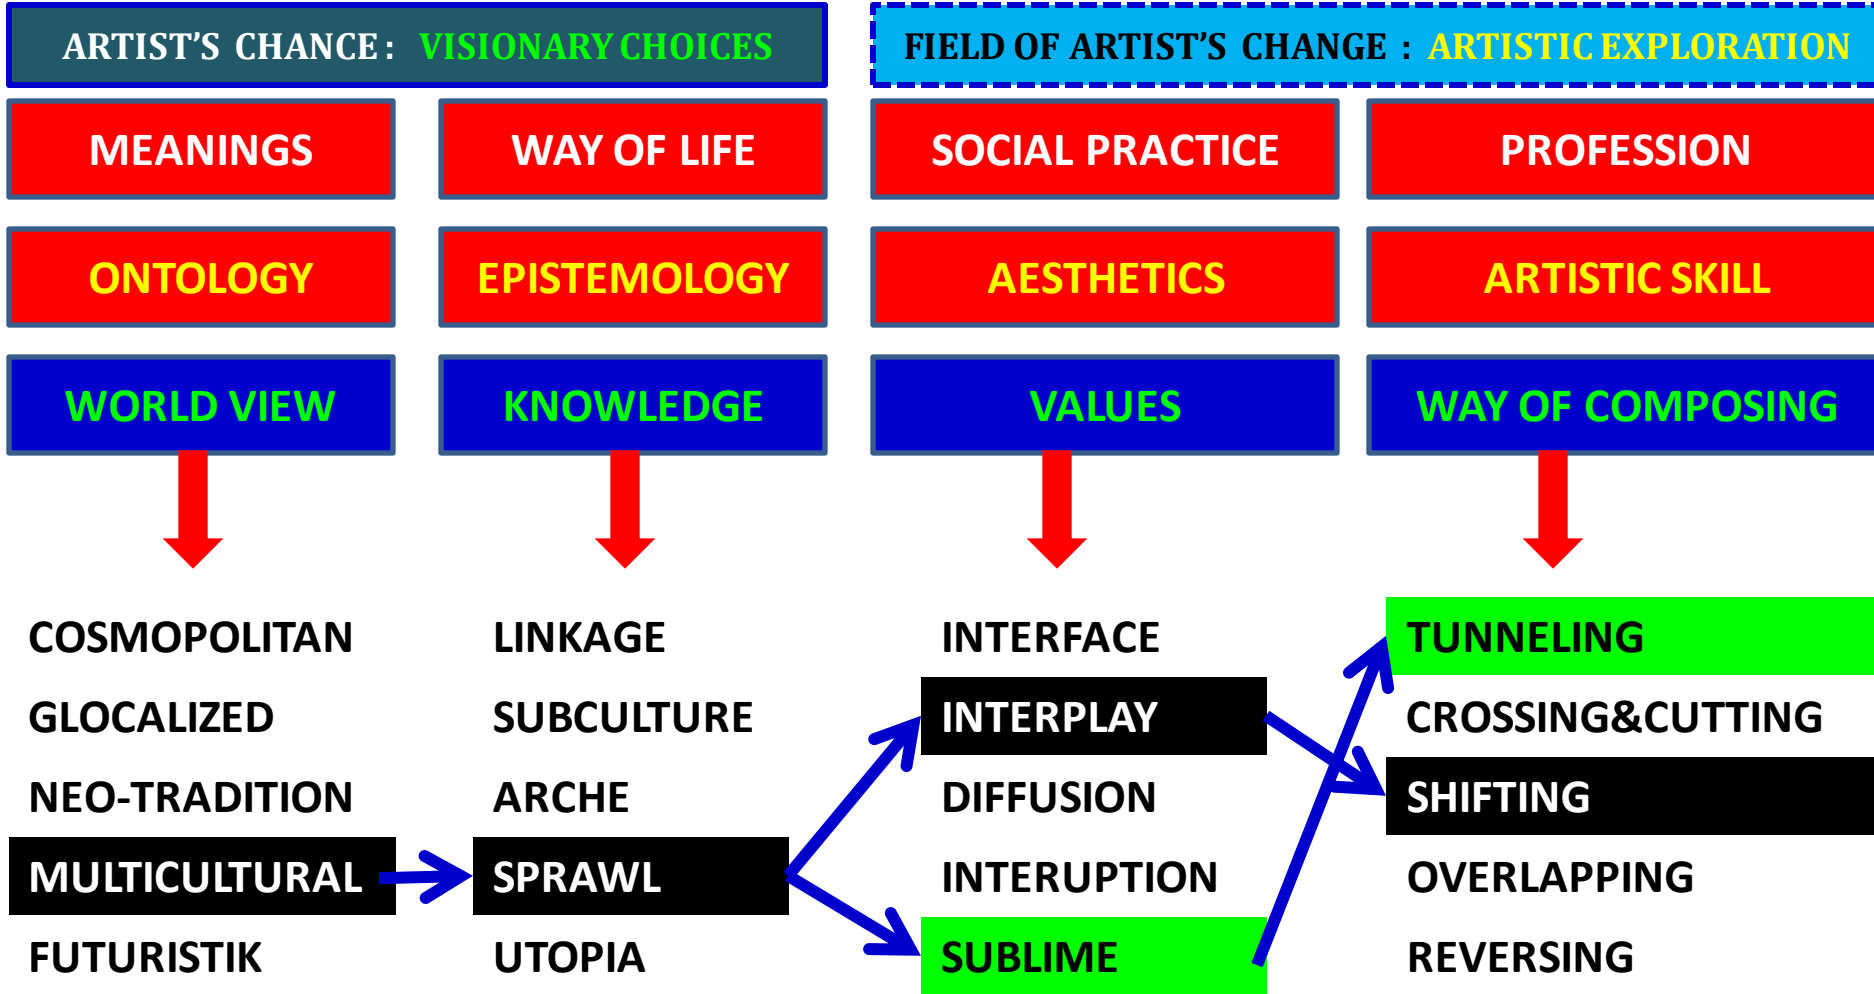 ARTIST’S CHANCE : VISIONARY CHOICES
FIELD OF ARTIST’S CHANGE : ARTISTIC EXPLORATION
MEANINGS
WAY OF LIFE
SOCIAL PRACTICE
PROFESSION
ONTOLOGY
EPISTEMOLOGY
AESTHETICS
ARTISTIC SKILL
WORLD VIEW
KNOWLEDGE
VALUES
WAY OF COMPOSING
COSMOPOLITAN
GLOCALIZED
NEO-TRADITION
MULTICULTURAL
FUTURISTIK
LINKAGE
SUBCULTURE
ARCHE
SPRAWL
UTOPIA
INTERFACE
INTERPLAY
DIFFUSION
INTERUPTION
SUBLIME
TUNNELING
CROSSING&CUTTING
SHIFTING
OVERLAPPING
REVERSING